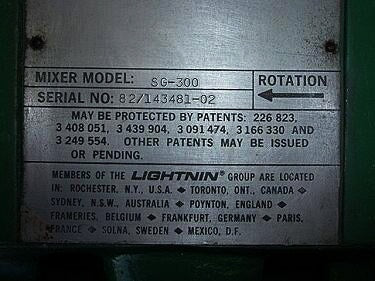 MIXER MODEL: SG-300
ROTATION
SERIAL NO: 82/143481-02
MAY BE PROTECTED BY PATENTS: 226 823,
3 408 051, 3 439 904, 3 091 474, 3 166 330 AND
3 249 554. OTHER PATENTS MAY BE ISSUED
OR PENDING.
MEMBERS OF THE LIGHTNIN® GROUP ARE LOCATED
IN: ROCHESTER, N.Y., U.S.A. ◆ TORONTO, ONT., CANADA ◆
SYDNEY, N.S.W., AUSTRALIA ◆ POYNTON, ENGLAND ◆
FRAMERIES, BELGIUM ◆ FRANKFURT, GERMANY ◆ PARIS,
FRANCE ◆ SOLNA, SWEDEN ◆ MEXICO, D.F.